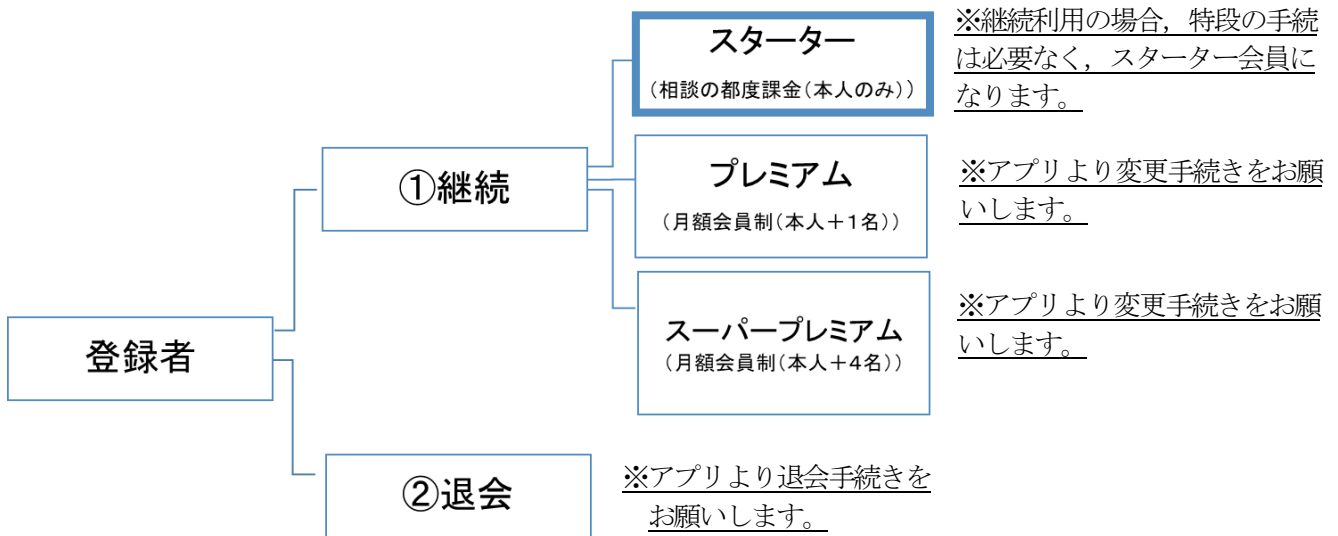 スターター
（相談の都度課金（本人のみ））
※継続利用の場合，特段の手続
は必要なく，スターター会員に
なります。
①継続
プレミアム
（月額会員制（本人＋1名））
※アプリより変更手続きをお願
いします。
スーパープレミアム
（月額会員制（本人＋4名））
※アプリより変更手続きをお願
いします。
登録者
②退会
※アプリより退会手続きを
お願いします。